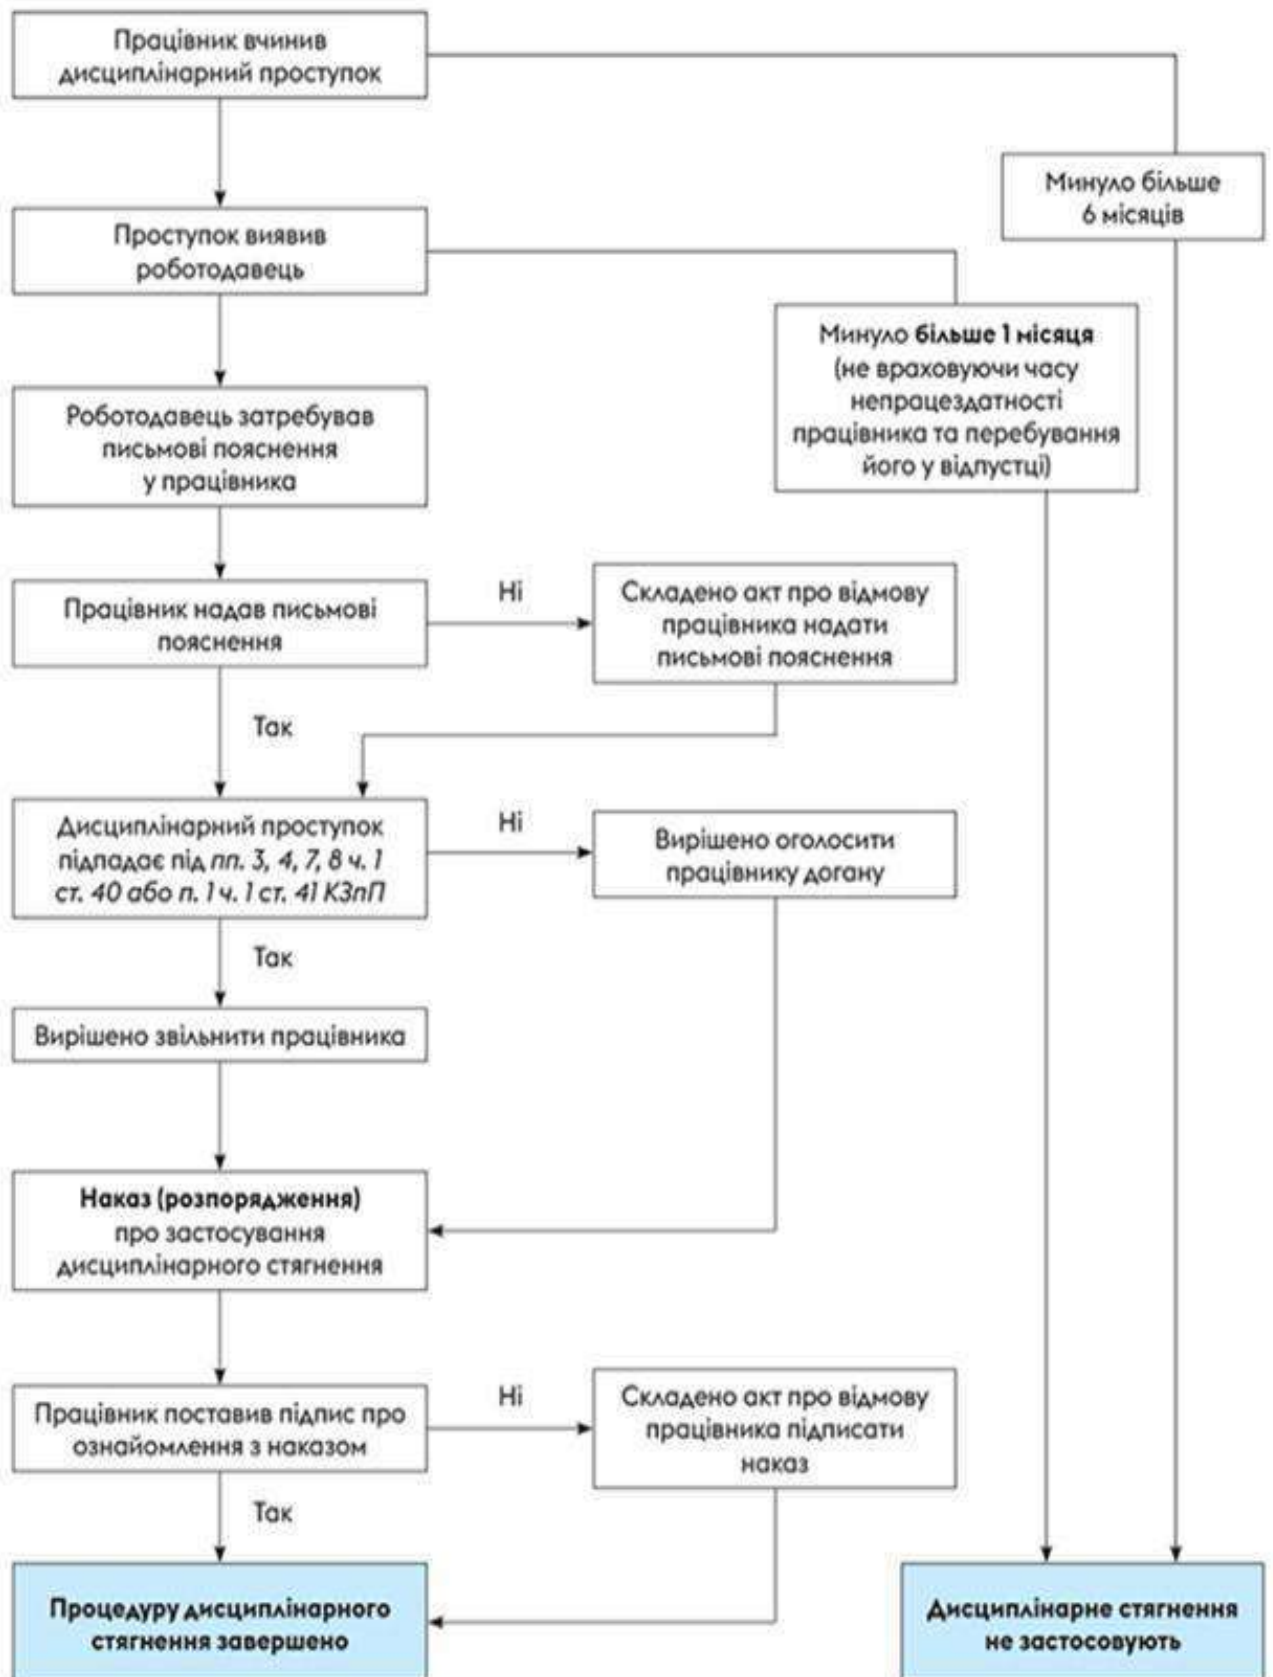 Працівник вчинив
дисциплінарний проступок
Минуло більше
6 місяців
Проступок виявив
роботодавець
Минуло більше 1 місяця
(не враховуючи часу
непрацездатності
працівника та перебування
його у відпустці)
Роботодавець затребував
письмові пояснення
у працівника
Працівник надав письмові
пояснення
Ні
Складено акт про відмову
працівника надати
письмові пояснення
Так
Дисциплінарний проступок
підпадає під пп. 3, 4, 7, 8 ч. 1
ст. 40 або п. 1 ч. 1 ст. 41 КЗпП
Ні
Вирішено оголосити
працівнику догану
Так
Вирішено звільнити працівника
Наказ (розпорядження)
про застосування
дисциплінарного стягнення
Працівник поставив підпис про
ознайомлення з наказом
Ні
Складено акт про відмову
працівника підписати
наказ
Так
Процедуру дисциплінарного
стягнення завершено
Дисциплінарне стягнення
не застосовують